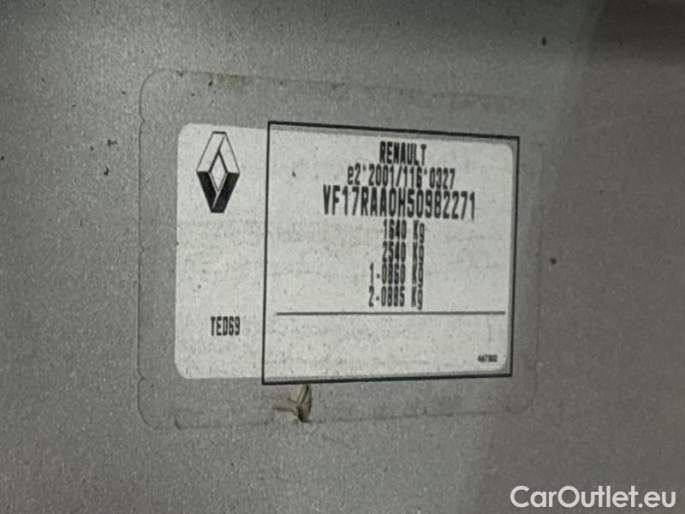 RENAULT
e2*2001/116*0327
VF17RAA0H50982271
1640 Kg
2540 Kg
1-0860 Kg
2-0885 Kg
TED69
CarOutlet.eu